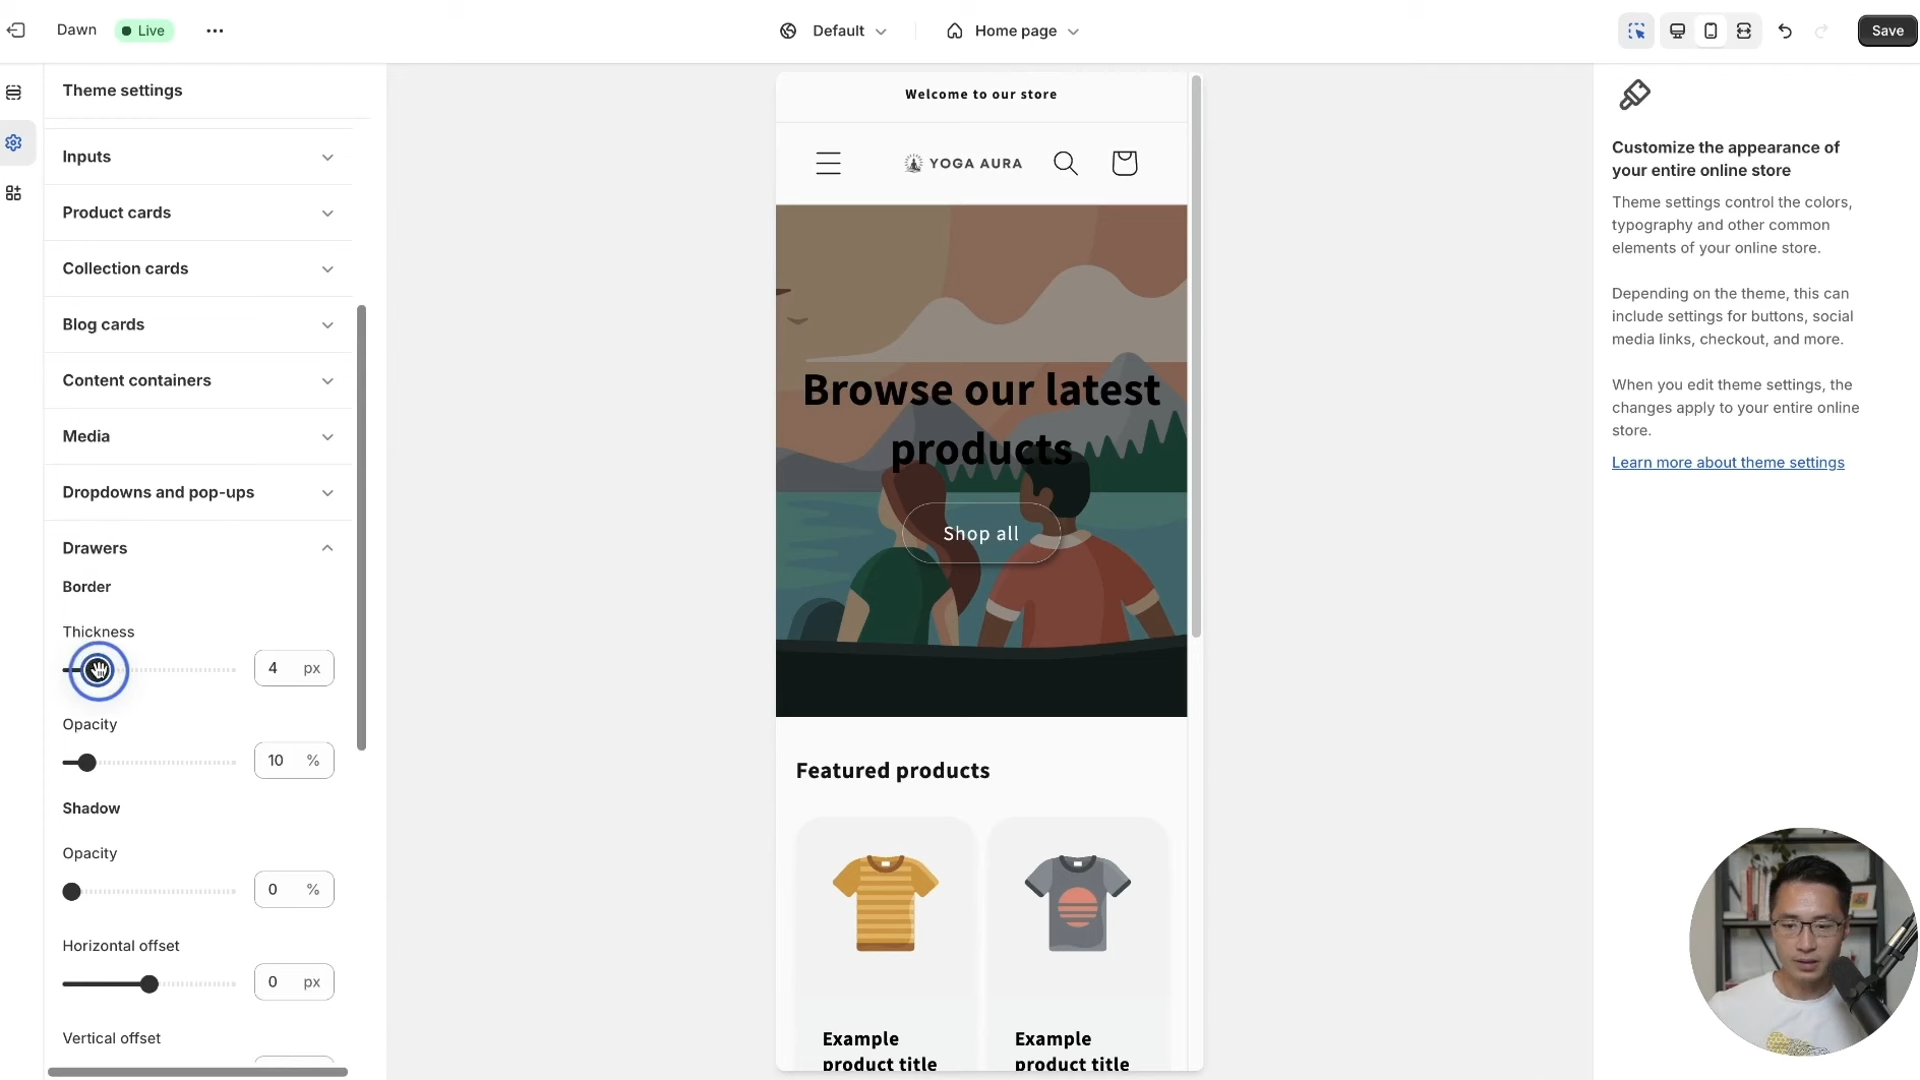 Dawn
Live
Default
Home page
Save
Theme settings
Inputs
Product cards
Collection cards
Blog cards
Content containers
Media
Dropdowns and pop-ups
Drawers
Border
Thickness
4 px
Opacity
10 %
Shadow
Opacity
0 %
Horizontal offset
0 px
Vertical offset
Welcome to our store
YOGA AURA
Browse our latest
products
Shop all
Featured products
Example
product title
Example
product title
Customize the appearance of
your entire online store
Theme settings control the colors,
typography and other common
elements of your online store.
Depending on the theme, this can
include settings for buttons, social
media links, checkout, and more.
When you edit theme settings, the
changes apply to your entire online
store.
Learn more about theme settings